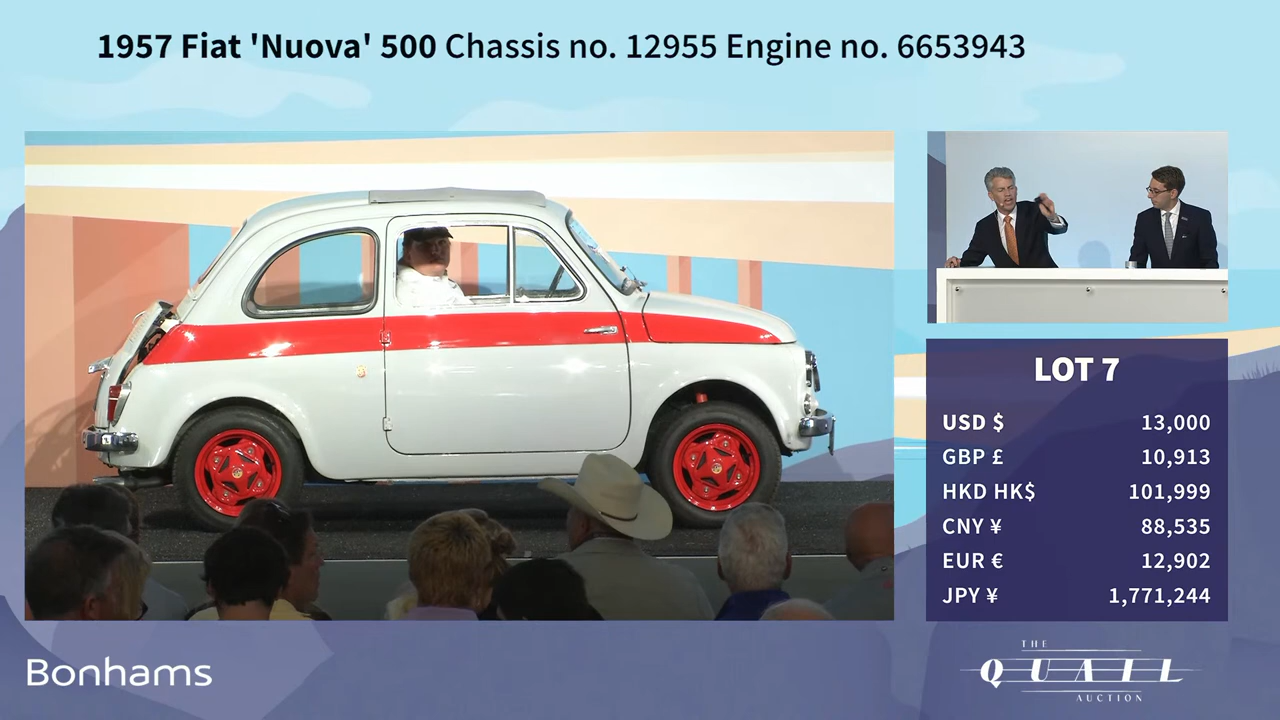 1957 Fiat 'Nuova' 500 Chassis no. 12955 Engine no. 6653943
LOT 7
USD $ 13,000
GBP £ 10,913
HKD HK$ 101,999
CNY ¥ 88,535
EUR € 12,902
JPY ¥ 1,771,244
Bonhams
THE
QUAIL
AUCTION